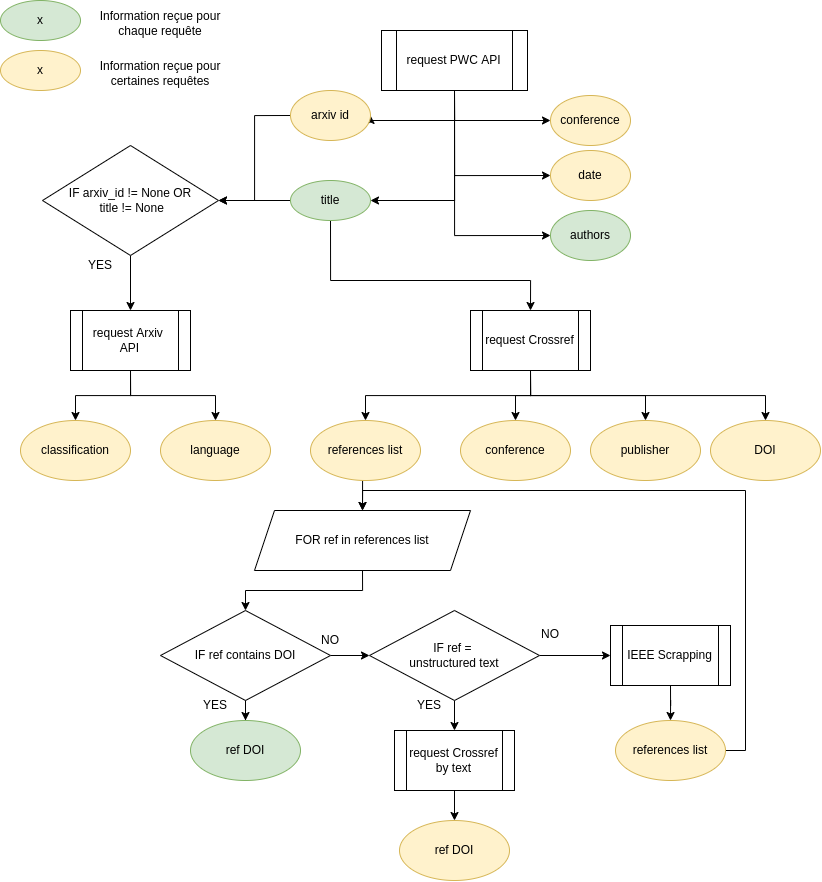 x
Information reçue pour
chaque requête
x
Information reçue pour
certaines requêtes
request PWC API
arxiv id
conference
date
title
authors
IF arxiv_id != None OR
title != None
YES
request Arxiv
API
request Crossref
classification
language
references list
conference
publisher
DOI
FOR ref in references list
IF ref contains DOI
NO
IF ref =
unstructured text
NO
IEEE Scrapping
YES
YES
ref DOI
request Crossref
by text
references list
ref DOI